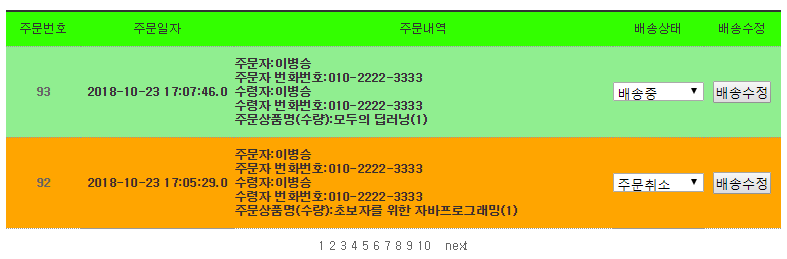 주문번호 주문일자 주문내역 배송상태 배송수정
93 2018-10-23 17:07:46.0 주문자:이병승
주문자 번화번호:010-2222-3333
수령자:이병승
수령자 번화번호:010-2222-3333
주문상품명(수량):모두의 딥러닝(1)
배송중 배송수정
92 2018-10-23 17:05:29.0 주문자:이병승
주문자 번화번호:010-2222-3333
수령자:이병승
수령자 번화번호:010-2222-3333
주문상품명(수량):초보자를 위한 자바프로그래밍(1)
주문취소 배송수정
1 2 3 4 5 6 7 8 9 10 next